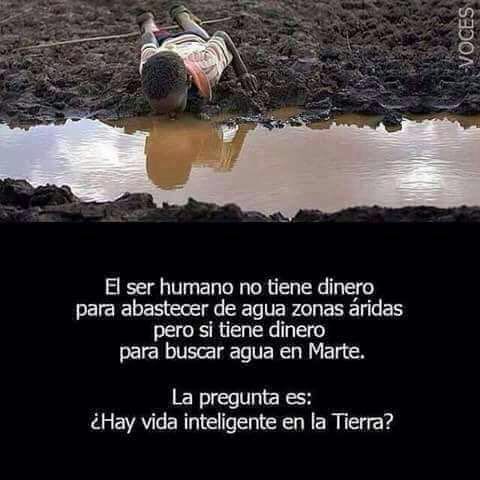 VOCES
El ser humano no tiene dinero
para abastecer de agua zonas áridas
pero si tiene dinero
para buscar agua en Marte.
La pregunta es:
¿Hay vida inteligente en la Tierra?